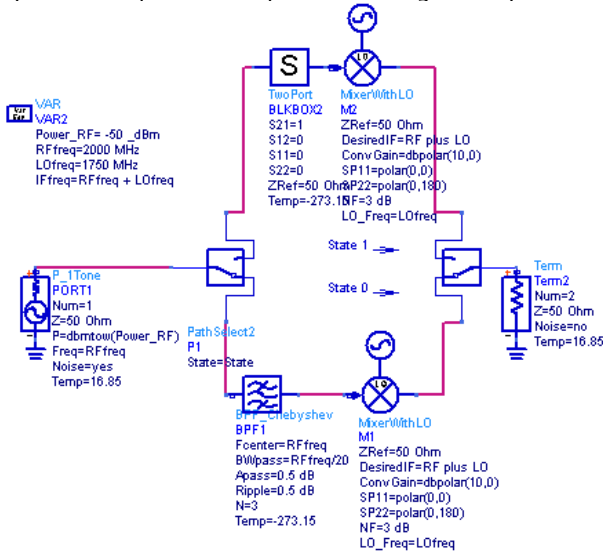 S
LO
TwoPort
BLKBOX2
S21=1
S12=0
S11=0
S22=0
ZRef=50 Ohm
Temp=-273.15
MixerWithLO
M2
ZRef=50 Ohm
DesiredIF=RF plus LO
ConvGain=dbpolar(10,0)
SP11=polar(0,0)
SP22=polar(0,180)
NF=3 dB
LO_Freq=LOfreq
Var
Eqn
VAR
VAR2
Power_RF= -50 _dBm
RFfreq=2000 MHz
LOfreq=1750 MHz
IFfreq=RFfreq + LOfreq
State 1
State 0
P_1Tone
PORT1
Num=1
Z=50 Ohm
P=dbmtow(Power_RF)
Freq=RFfreq
Noise=yes
Temp=16.85
PathSelect2
P1
State=State
Term
Term2
Num=2
Z=50 Ohm
Noise=no
Temp=16.85
BPF_Chebyshev
BPF1
Fcenter=RFfreq
BWpass=RFfreq/20
Apass=0.5 dB
Ripple=0.5 dB
N=3
Temp=-273.15
LO
MixerWithLO
M1
ZRef=50 Ohm
DesiredIF=RF plus LO
ConvGain=dbpolar(10,0)
SP11=polar(0,0)
SP22=polar(0,180)
NF=3 dB
LO_Freq=LOfreq